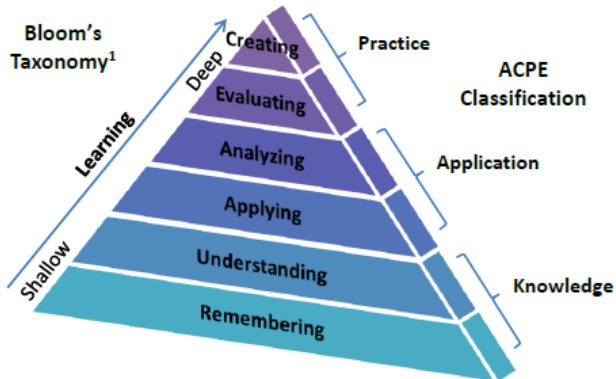 Bloom's
Taxonomy¹
ACPE
Classification
Learning
Shallow
Deep
Creating
Evaluating
Analyzing
Applying
Understanding
Remembering
Practice
Application
Knowledge